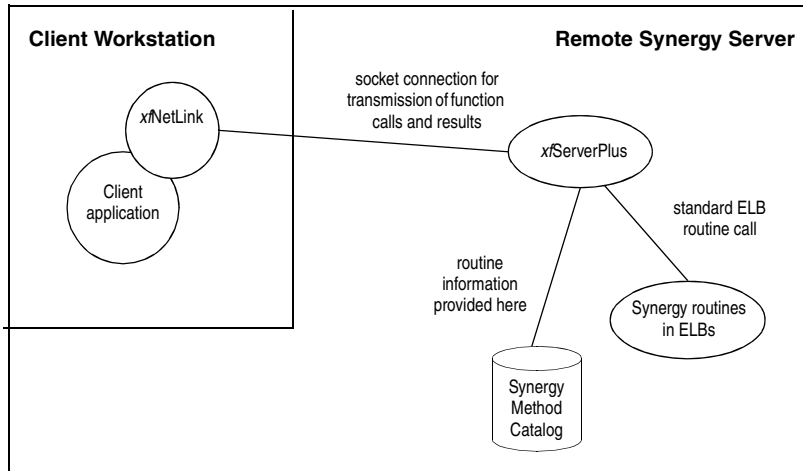 Client Workstation
Remote Synergy Server
socket connection for
transmission of function
calls and results
xfNetLink
xfServerPlus
Client
application
standard ELB
routine call
routine
information
provided here
Synergy routines
in ELBs
Synergy
Method
Catalog